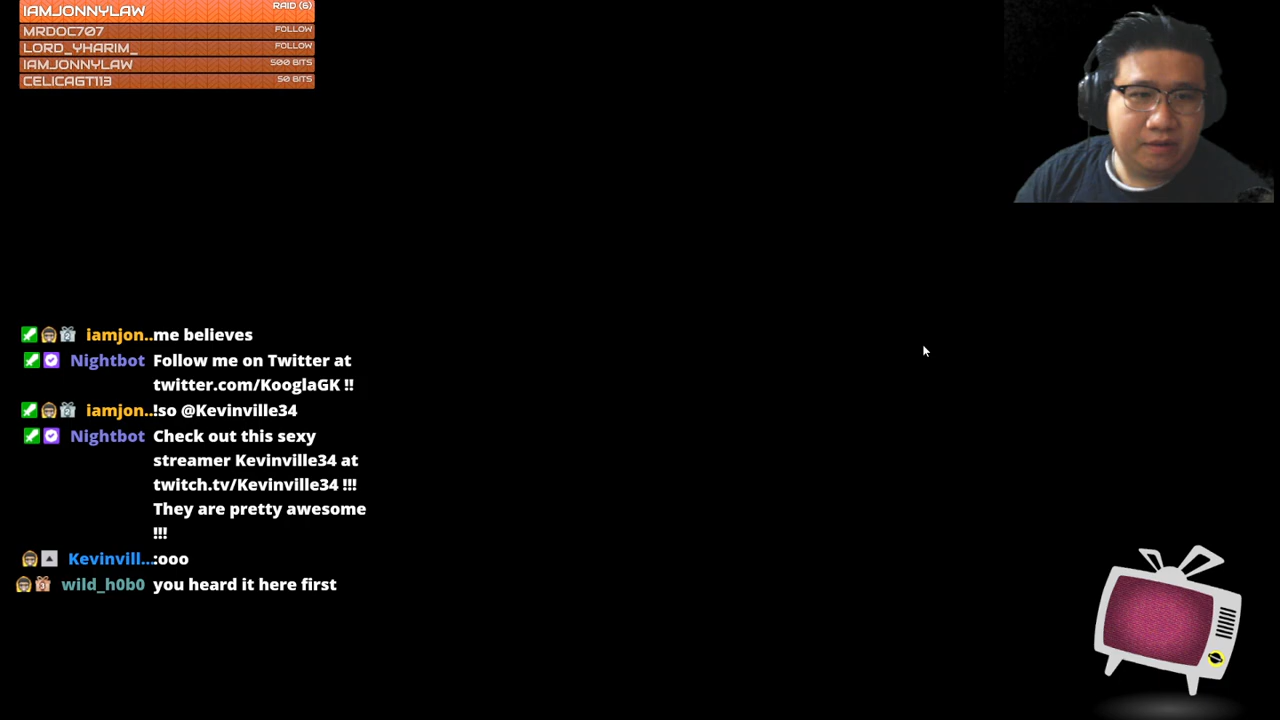 IAMJONNYLAW RAID (6)
MRDOC707 FOLLOW
LORD_YHARIM_ FOLLOW
IAMJONNYLAW 500 BITS
CELICAGT113 50 BITS
iamjon.. me believes
Nightbot Follow me on Twitter at
twitter.com/KooglaGK !!
iamjon.. !so @Kevinville34
Nightbot Check out this sexy
streamer Kevinville34 at
twitch.tv/Kevinville34 !!!
They are pretty awesome
!!!
Kevinvill... :ooo
wild_h0b0 you heard it here first